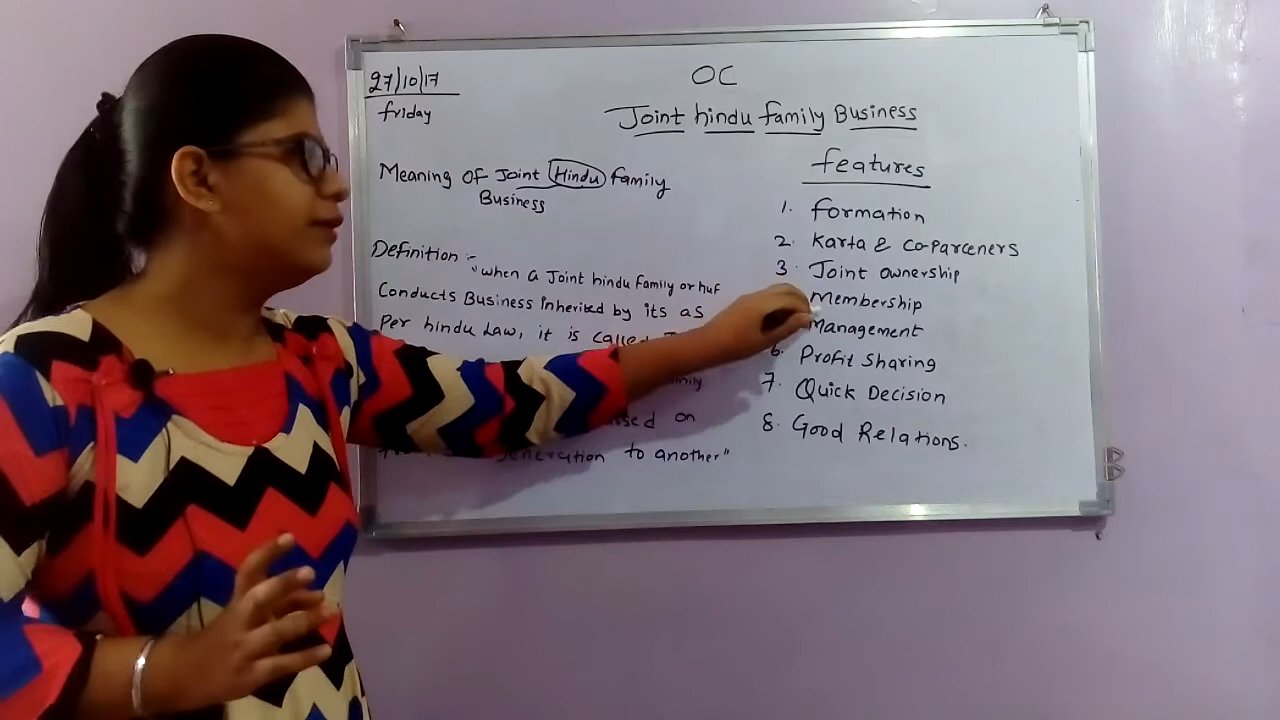 27/10/17
friday
OC
Joint hindu family Business
Meaning OF Joint Hindu family
Business
Definition :-
"when a Joint hindu family or huf
Conducts Business inherited by its as
Per hindu Law, it is called
on
to another"
features
1. formation
2. Karta & Co-Parceners
3. Joint ownership
Membership
Management
6. Profit Sharing
7. Quick Decision
8. Good Relations.